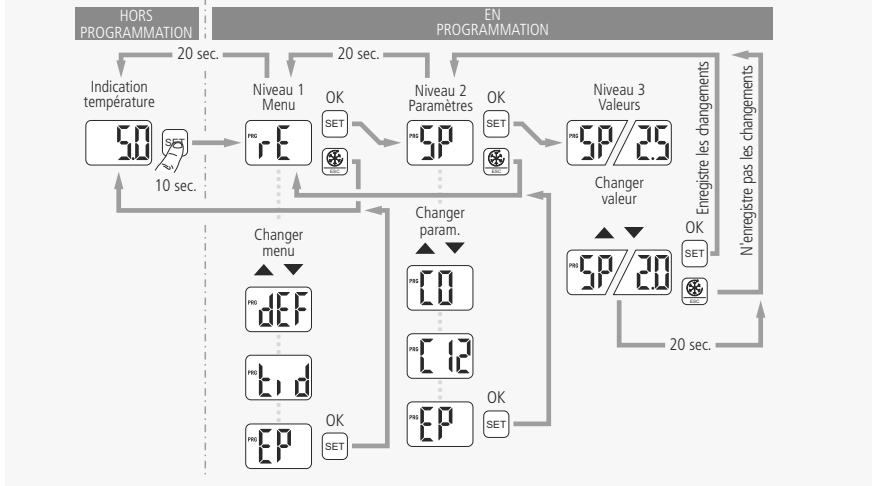 HORS
PROGRAMMATION
EN
PROGRAMMATION
20 sec.
20 sec.
Indication
température
Niveau 1
Menu
OK
Niveau 2
Paramètres
OK
Niveau 3
Valeurs
Enregistre les changements
N'enregistre pas les changements
5.0
SET
10 sec.
PRG
rE
SET
ESC
PRG
SP
SET
ESC
PRG
SP/2.5
Changer
valeur
Changer
menu
Changer
param.
OK
SET
ESC
PRG
SP/2.0
20 sec.
PRG
dEF
PRG
CO
PRG
tid
PRG
C12
PRG
EP
OK
SET
PRG
EP
OK
SET